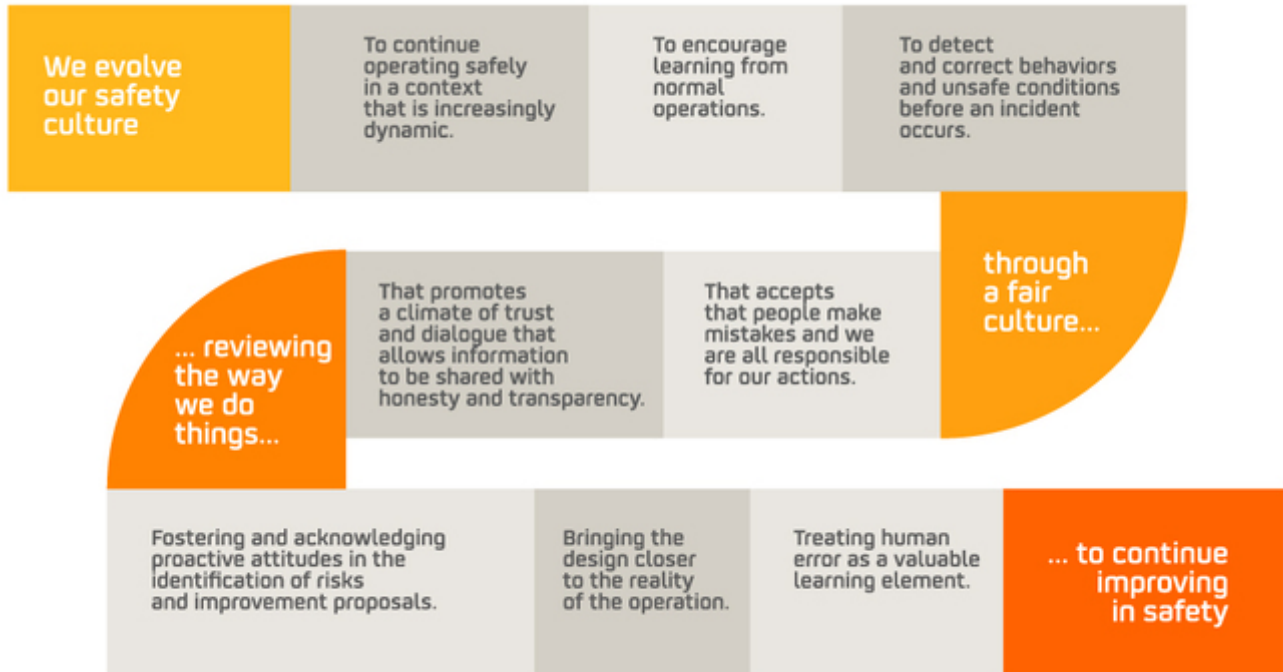 We evolve
our safety
culture
To continue
operating safely
in a context
that is increasingly
dynamic.
To encourage
learning from
normal
operations.
To detect
and correct behaviors
and unsafe conditions
before an incident
occurs.
through
a fair
culture...
That accepts
that people make
mistakes and we
are all responsible
for our actions.
That promotes
a climate of trust
and dialogue that
allows information
to be shared with
honesty and transparency.
... reviewing
the way
we do
things...
Fostering and acknowledging
proactive attitudes in the
identification of risks
and improvement proposals.
Bringing the
design closer
to the reality
of the operation.
Treating human
error as a valuable
learning element.
... to continue
improving
in safety